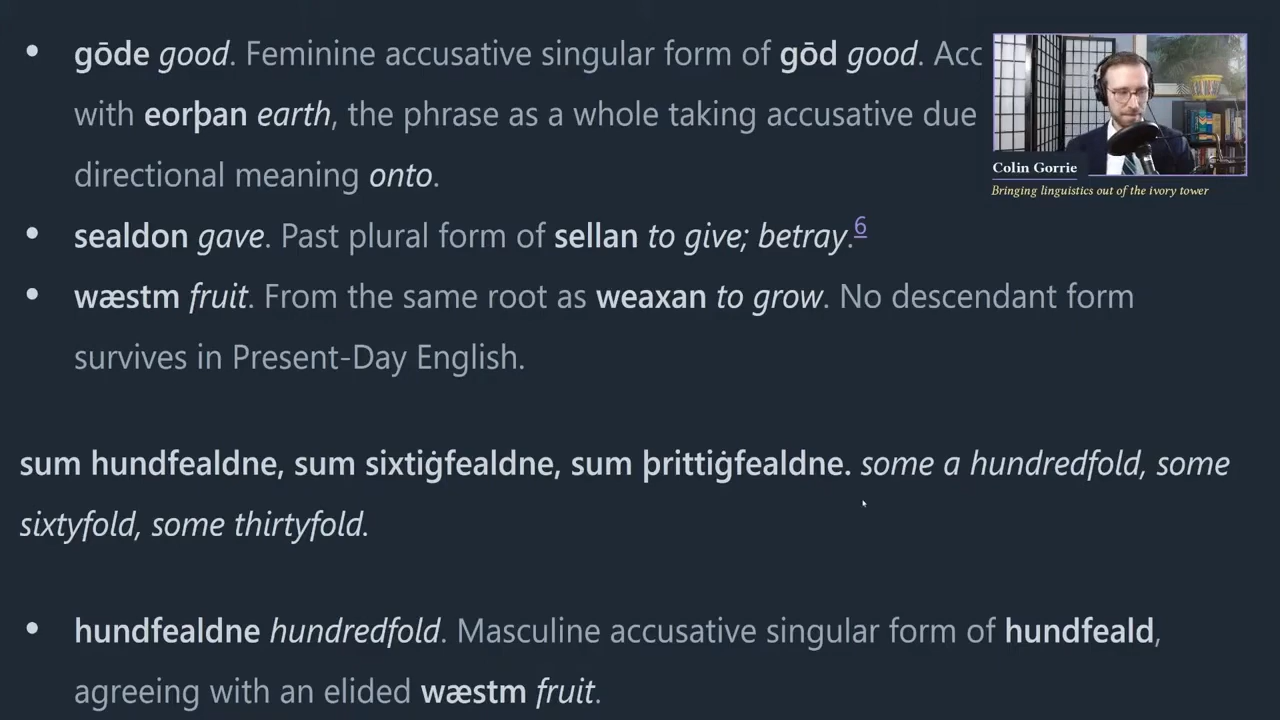 • gōde good. Feminine accusative singular form of gōd good. Acc
with eorþan earth, the phrase as a whole taking accusative due
directional meaning onto.
• sealdon gave. Past plural form of sellan to give; betray.6
• wæstm fruit. From the same root as weaxan to grow. No descendant form
survives in Present-Day English.
sum hundfealdne, sum sixtiġfealdne, sum þrittiġfealdne. some a hundredfold, some
sixtyfold, some thirtyfold.
• hundfealdne hundredfold. Masculine accusative singular form of hundfeald,
agreeing with an elided wæstm fruit.
Colin Gorrie
Bringing linguistics out of the ivory tower